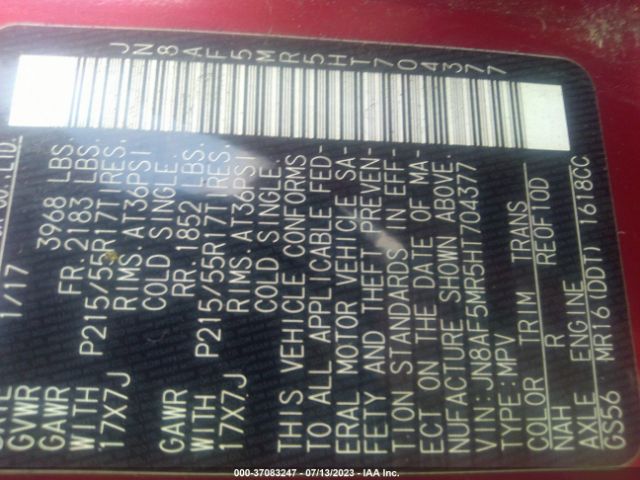 CO.,LTD.
1/17
GVWR 3968 LBS.
GAWR FR. 2183 LBS.
WITH P215/55R17TIRES.
17X7J RIMS. AT36PSI
COLD SINGLE.
GAWR RR. 1852 LBS.
WITH P215/55R17TIRES.
17X7J RIMS. AT36PSI
COLD SINGLE.
THIS VEHICLE CONFORMS
TO ALL APPLICABLE FED-
ERAL MOTOR VEHICLE SA-
FETY AND THEFT PREVEN-
TION STANDARDS IN EFF-
ECT ON THE DATE OF MA-
NUFACTURE SHOWN ABOVE.
VIN: JN8AF5MR5HT704377
TYPE:MPV
COLOR TRIM TRANS
NAH R REOFTOD
AXLE ENGINE
GS56 MR16 (DDT) 1618CC
JN8AF5MR5HT704377
000-37083247 - 07/13/2023 - IAA Inc.